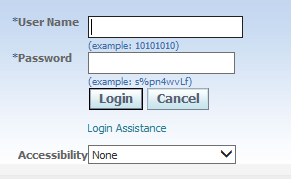 *User Name
(example: 10101010)
*Password
(example: s%pn4wvLf)
Login Cancel
Login Assistance
Accessibility None